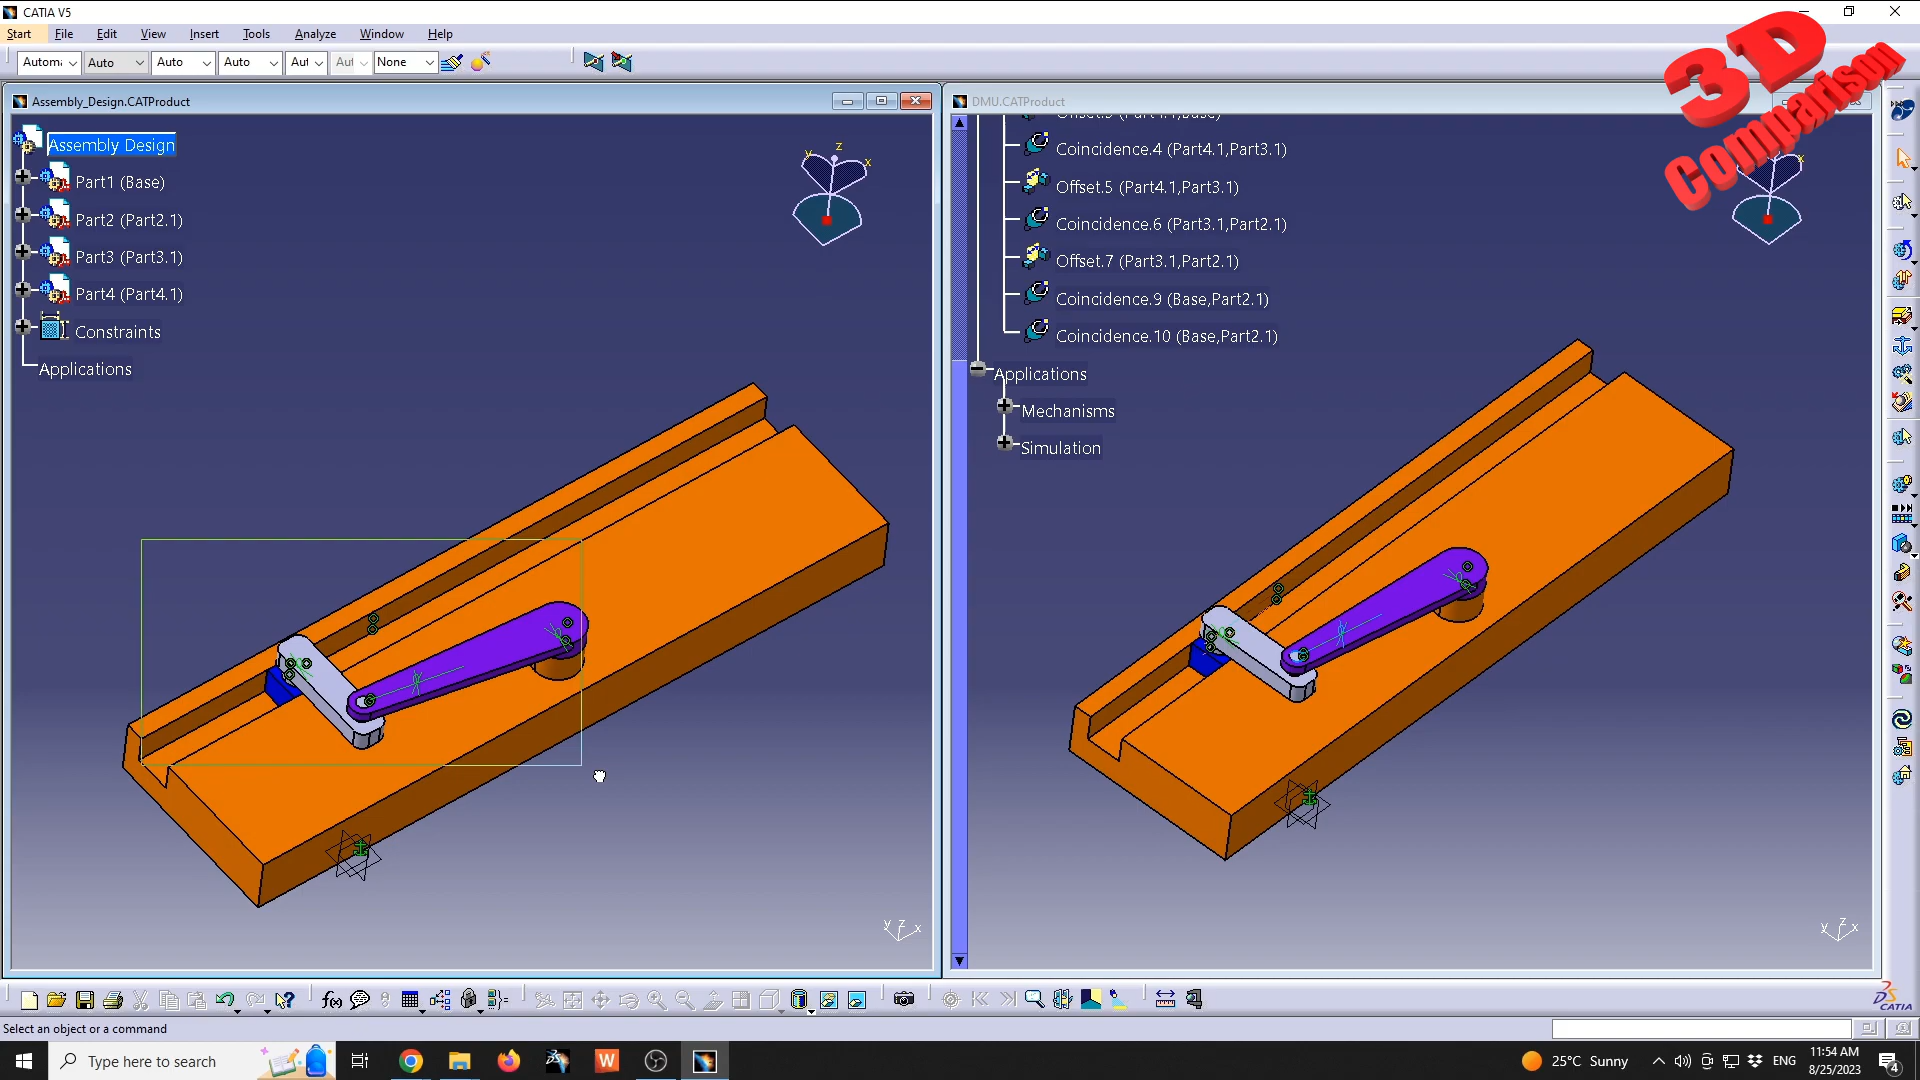 CATIA V5
Start File Edit View Insert Tools Analyze Window Help
Auto Auto Auto None
Assembly_Design.CATProduct
Assembly Design
Part1 (Base)
Part2 (Part2.1)
Part3 (Part3.1)
Part4 (Part4.1)
Constraints
Applications
z
y
x
y z x
DMU.CATProduct
Coincidence.4 (Part4.1,Part3.1)
Offset.5 (Part4.1,Part3.1)
Coincidence.6 (Part3.1,Part2.1)
Offset.7 (Part3.1,Part2.1)
Coincidence.9 (Base,Part2.1)
Coincidence.10 (Base,Part2.1)
Applications
Mechanisms
Simulation
x
y z x
3D
Comparison
f(x)
CATIA
Select an object or a command
Type here to search
W
25°C Sunny
ENG
11:54 AM
8/25/2023
4